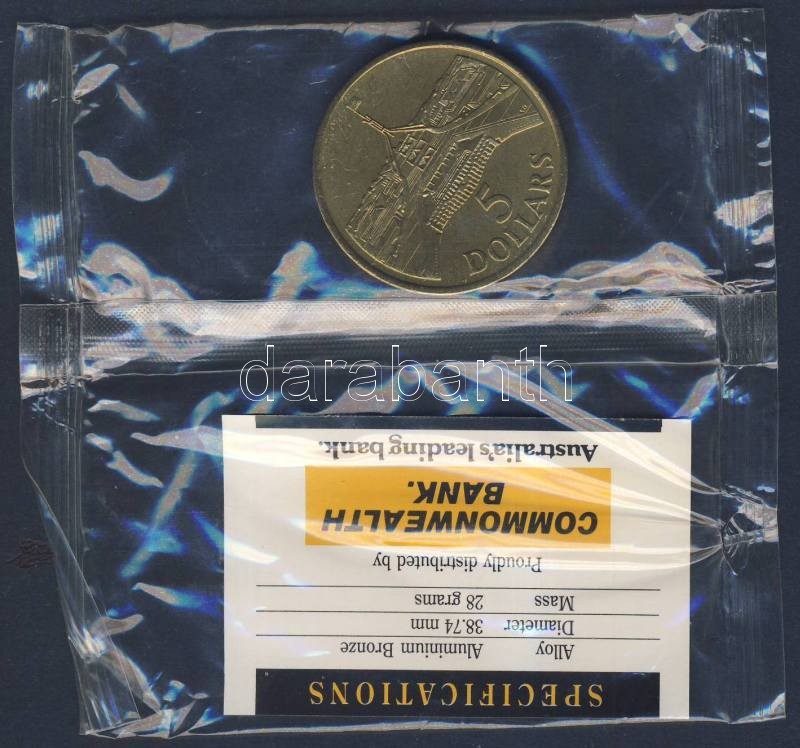 5
DOLLARS
darabanth
SPECIFICATIONS
Alloy Aluminium Bronze
Diameter 38.74 mm
Mass 28 grams
Proudly distributed by
COMMONWEALTH
BANK.
Australia's leading bank.